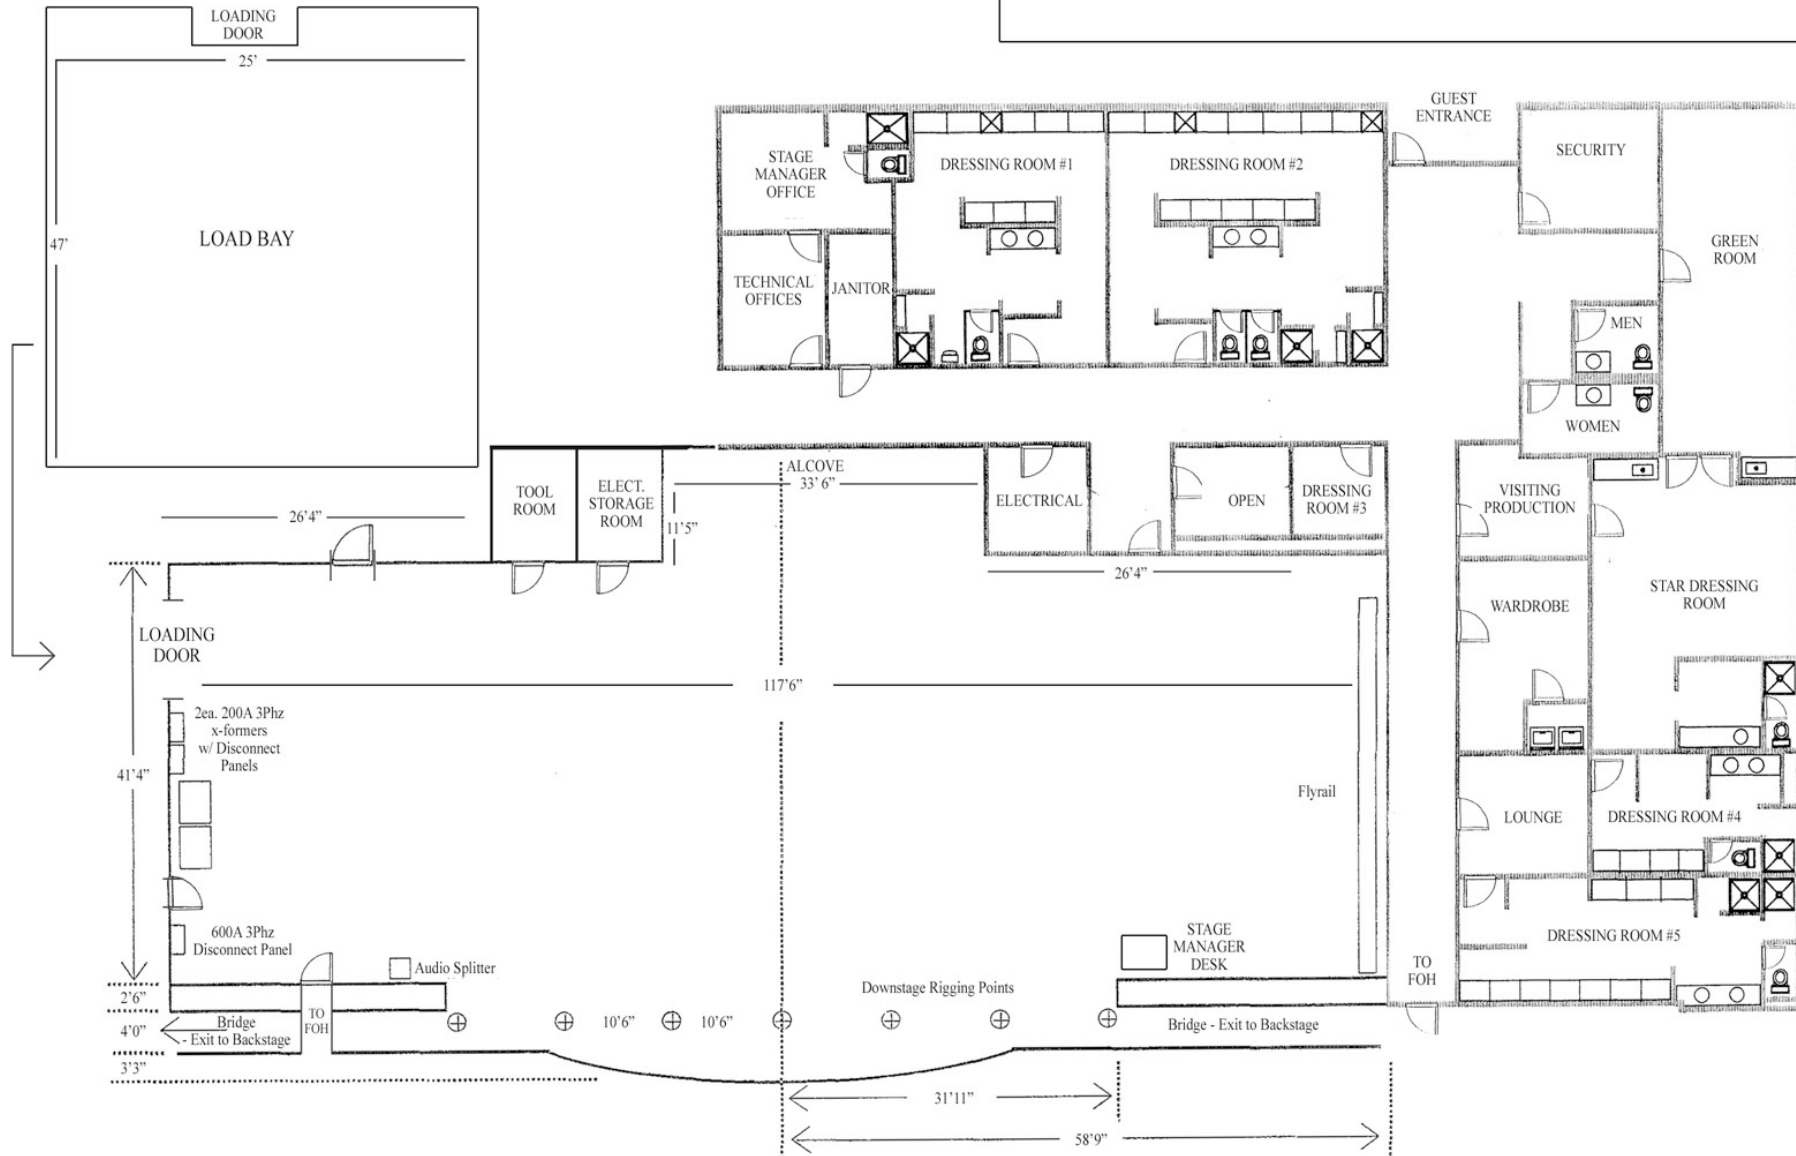 LOADING
DOOR
25'
47'
LOAD BAY
GUEST
ENTRANCE
STAGE
MANAGER
OFFICE
DRESSING ROOM #1
DRESSING ROOM #2
SECURITY
GREEN
ROOM
TECHNICAL
OFFICES
JANITOR
MEN
WOMEN
TOOL
ROOM
ELECT.
STORAGE
ROOM
ALCOVE
33' 6"
11'5"
ELECTRICAL
OPEN
DRESSING
ROOM #3
VISITING
PRODUCTION
26'4"
26'4"
WARDROBE
STAR DRESSING
ROOM
LOADING
DOOR
117'6"
2ea. 200A 3Phz
x-formers
w/ Disconnect
Panels
41'4"
Flyrail
LOUNGE
DRESSING ROOM #4
600A 3Phz
Disconnect Panel
STAGE
MANAGER
DESK
DRESSING ROOM #5
Audio Splitter
TO
FOH
Downstage Rigging Points
2'6"
4'0"
3'3"
Bridge
- Exit to Backstage
TO
FOH
10'6"
10'6"
Bridge - Exit to Backstage
31'11"
58'9"